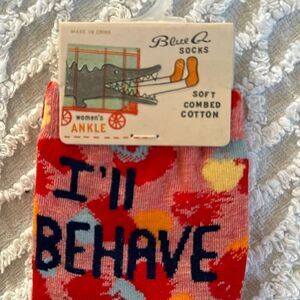 MADE IN CHINA
Blue Q
SOCKS
SOFT
COMBED
COTTON
women's
ANKLE
I'll
BEHAVE